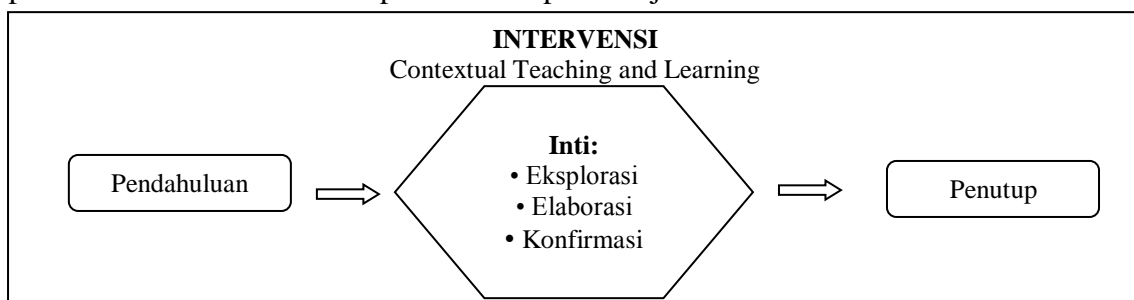 INTERVENSI
Contextual Teaching and Learning
Pendahuluan
Inti:
• Eksplorasi
• Elaborasi
• Konfirmasi
Penutup